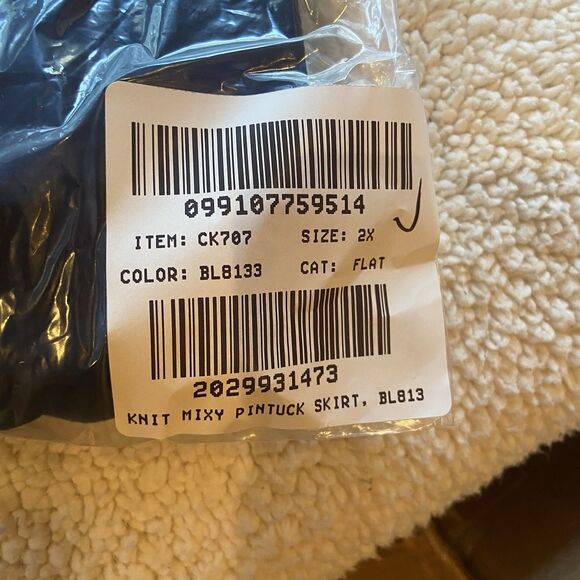 099107759514
ITEM: CK707 SIZE: 2X
COLOR: BL8133 CAT: FLAT
2029931473
KNIT MIXY PINTUCK SKIRT, BL813